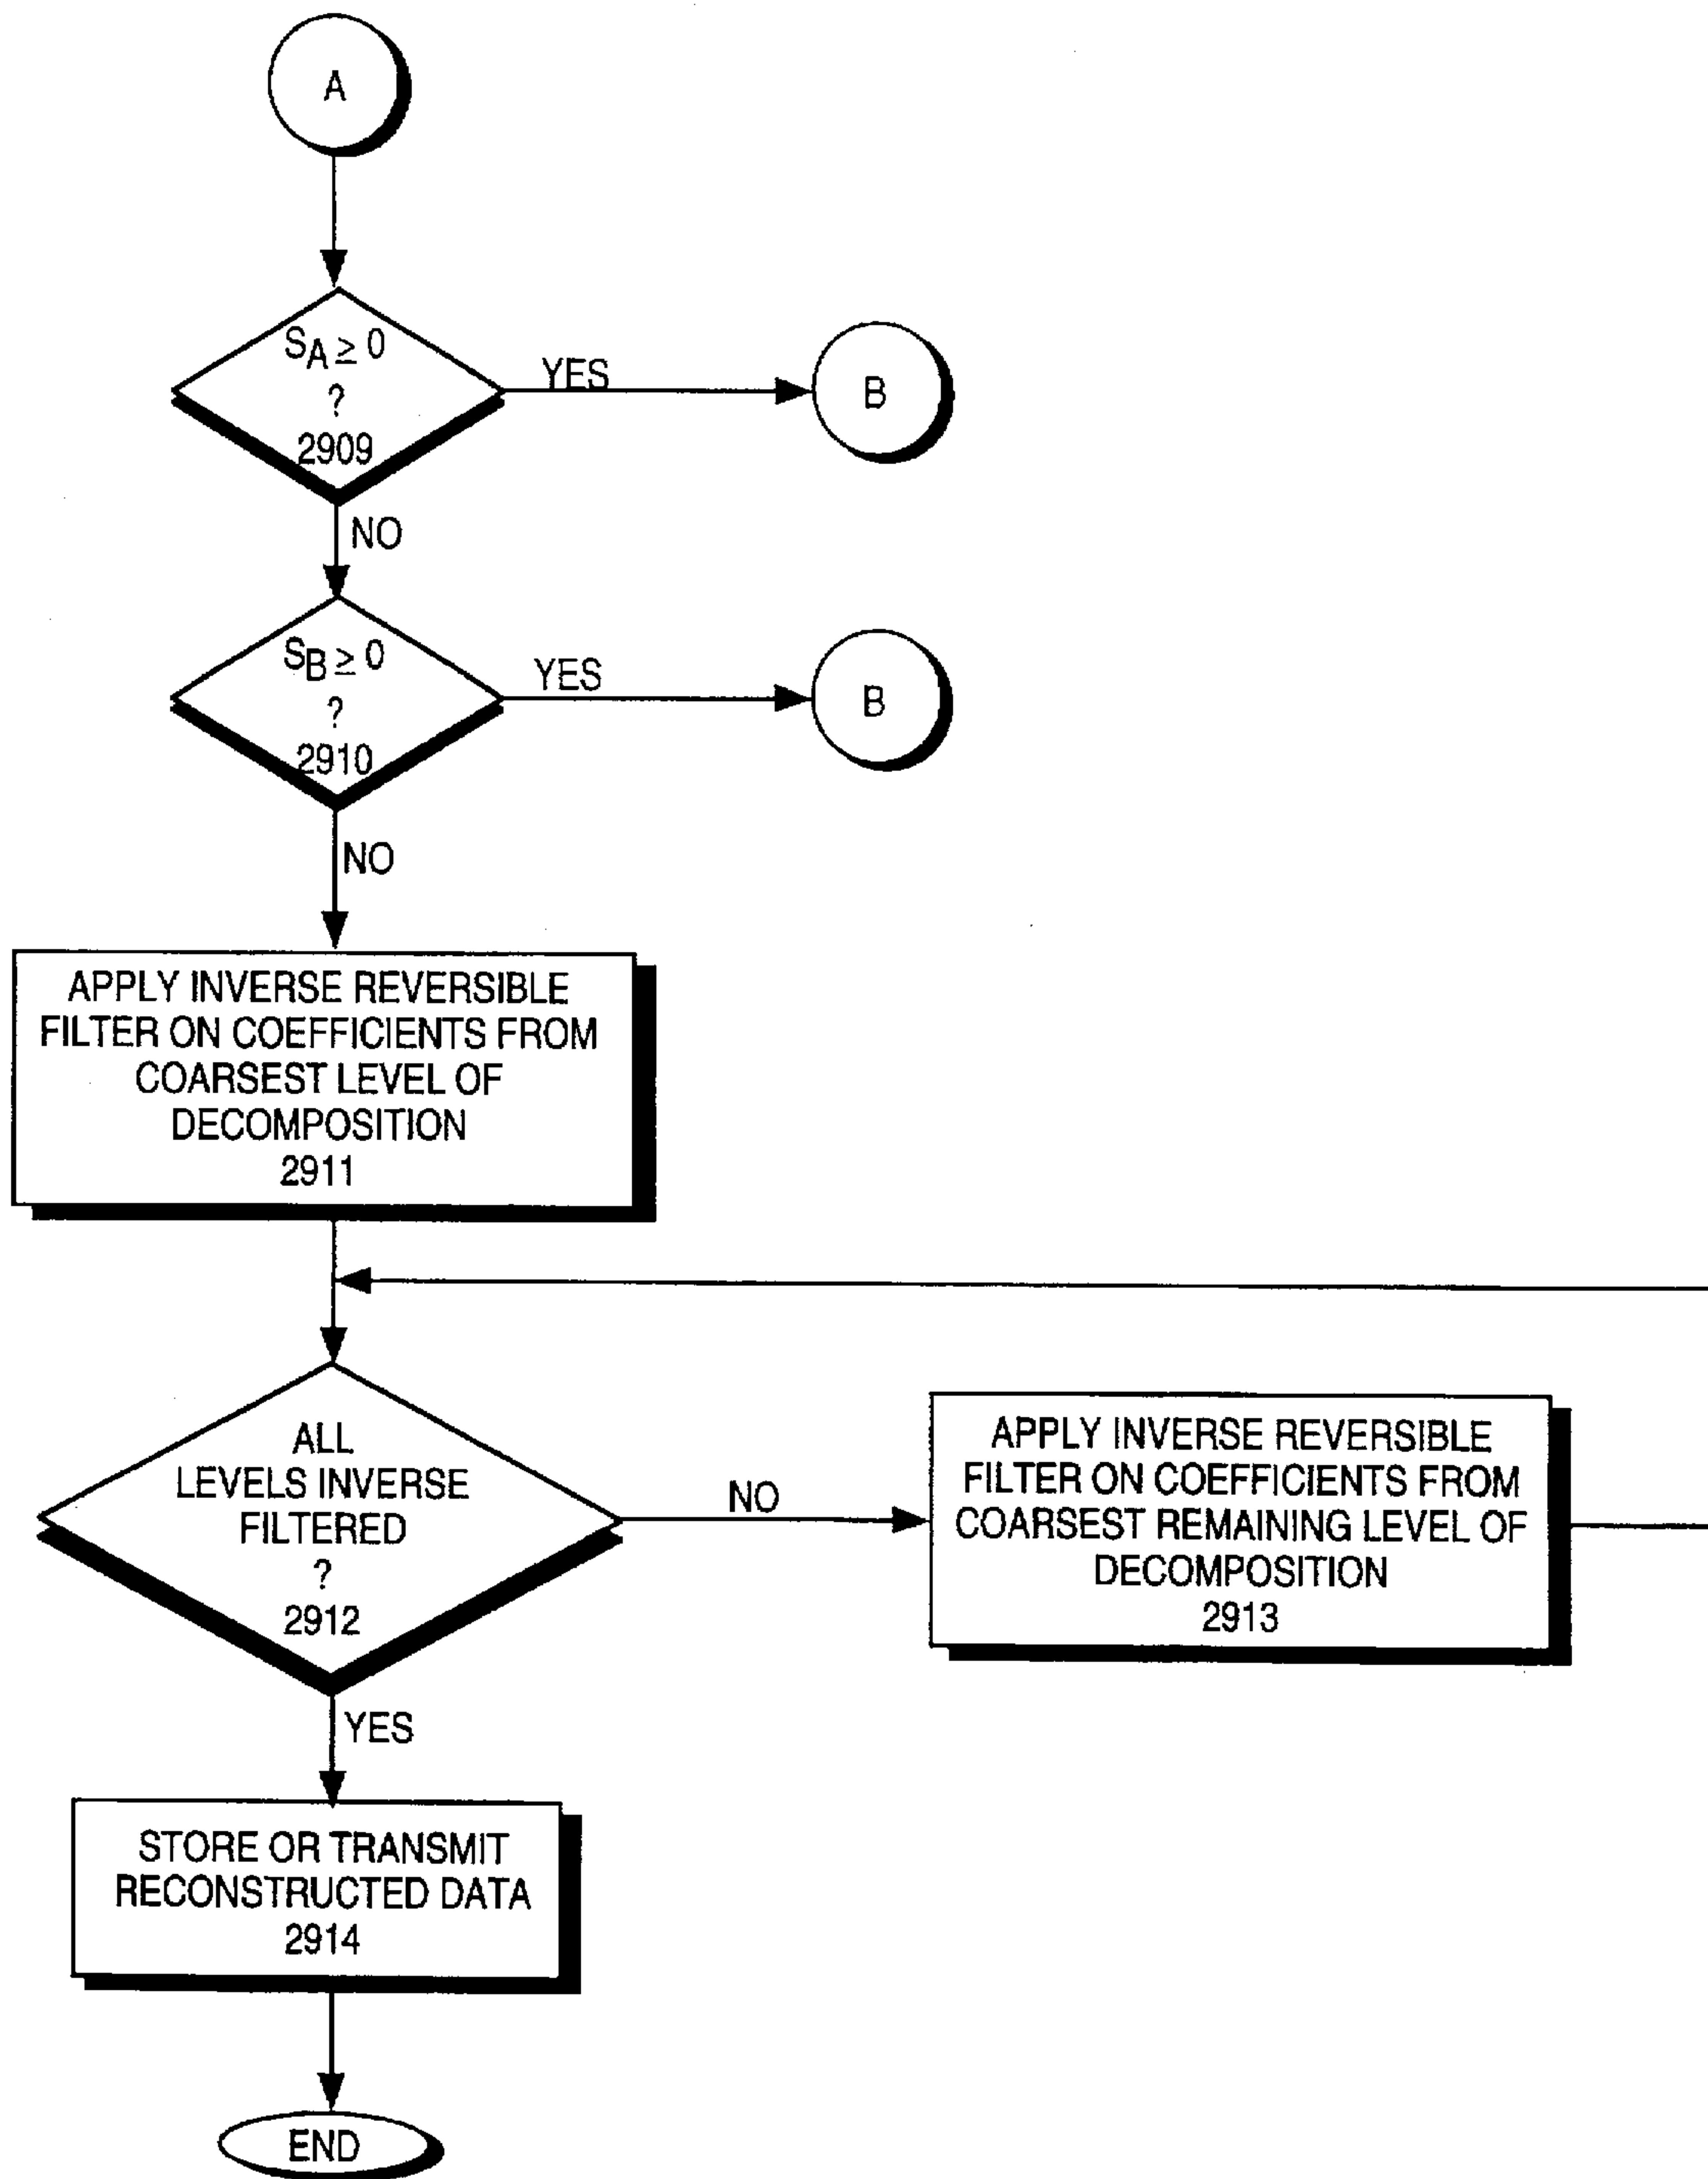 A
S_A ≥ 0
?
2909
YES
B
NO
S_B ≥ 0
?
2910
YES
B
NO
APPLY INVERSE REVERSIBLE
FILTER ON COEFFICIENTS FROM
COARSEST LEVEL OF
DECOMPOSITION
2911
ALL
LEVELS INVERSE
FILTERED
?
2912
NO
APPLY INVERSE REVERSIBLE
FILTER ON COEFFICIENTS FROM
COARSEST REMAINING LEVEL OF
DECOMPOSITION
2913
YES
STORE OR TRANSMIT
RECONSTRUCTED DATA
2914
END